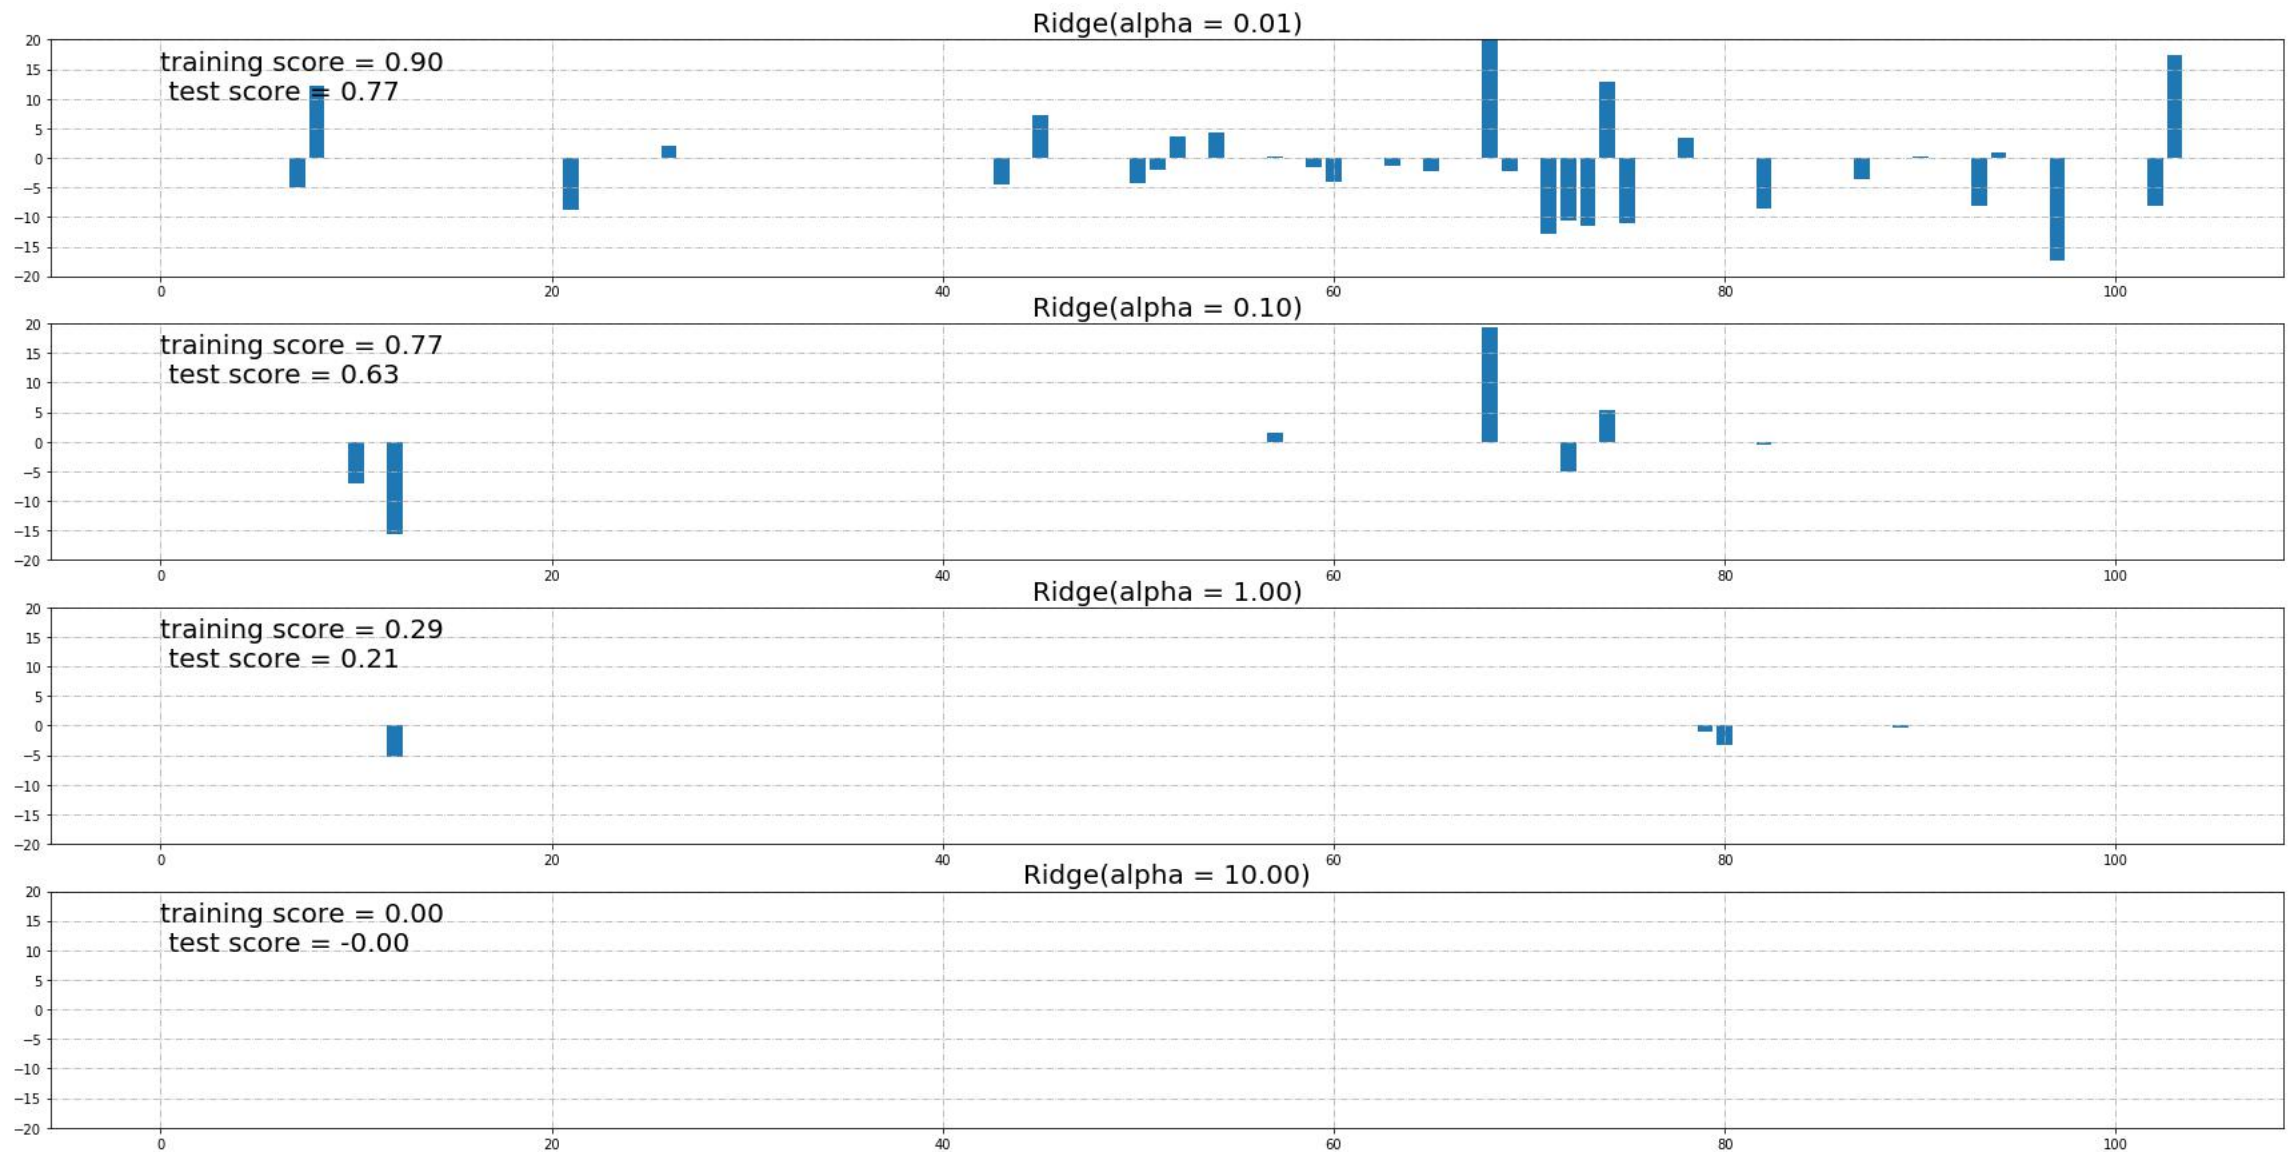 Ridge(alpha = 0.01)
training score = 0.90
test score = 0.77
20
15
10
5
0
−5
−10
−15
−20
0 20 40 60 80 100
Ridge(alpha = 0.10)
training score = 0.77
test score = 0.63
20
15
10
5
0
−5
−10
−15
−20
0 20 40 60 80 100
Ridge(alpha = 1.00)
training score = 0.29
test score = 0.21
20
15
10
5
0
−5
−10
−15
−20
0 20 40 60 80 100
Ridge(alpha = 10.00)
training score = 0.00
test score = -0.00
20
15
10
5
0
−5
−10
−15
−20
0 20 40 60 80 100